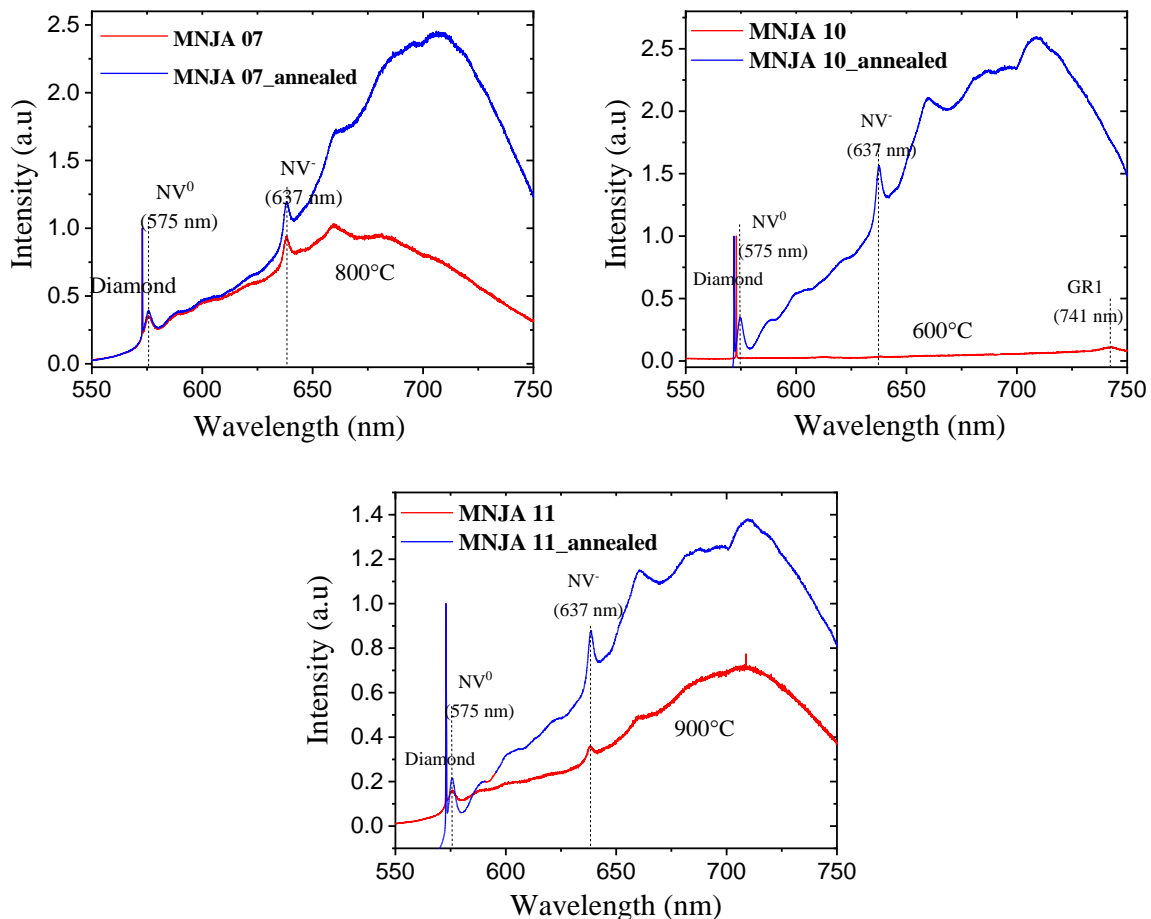 MNJA 07
MNJA 07_annealed
NV⁰
(575 nm)
NV⁻
(637 nm)
Diamond
800°C
2.5
2.0
1.5
1.0
0.5
0.0
550 600 650 700 750
Intensity (a.u)
Wavelength (nm)
MNJA 10
MNJA 10_annealed
NV⁻
(637 nm)
NV⁰
(575 nm)
Diamond
GR1
(741 nm)
600°C
2.5
2.0
1.5
1.0
0.5
0.0
550 600 650 700 750
Intensity (a.u)
Wavelength (nm)
MNJA 11
MNJA 11_annealed
NV⁻
(637 nm)
NV⁰
(575 nm)
Diamond
900°C
1.4
1.2
1.0
0.8
0.6
0.4
0.2
0.0
550 600 650 700 750
Intensity (a.u)
Wavelength (nm)